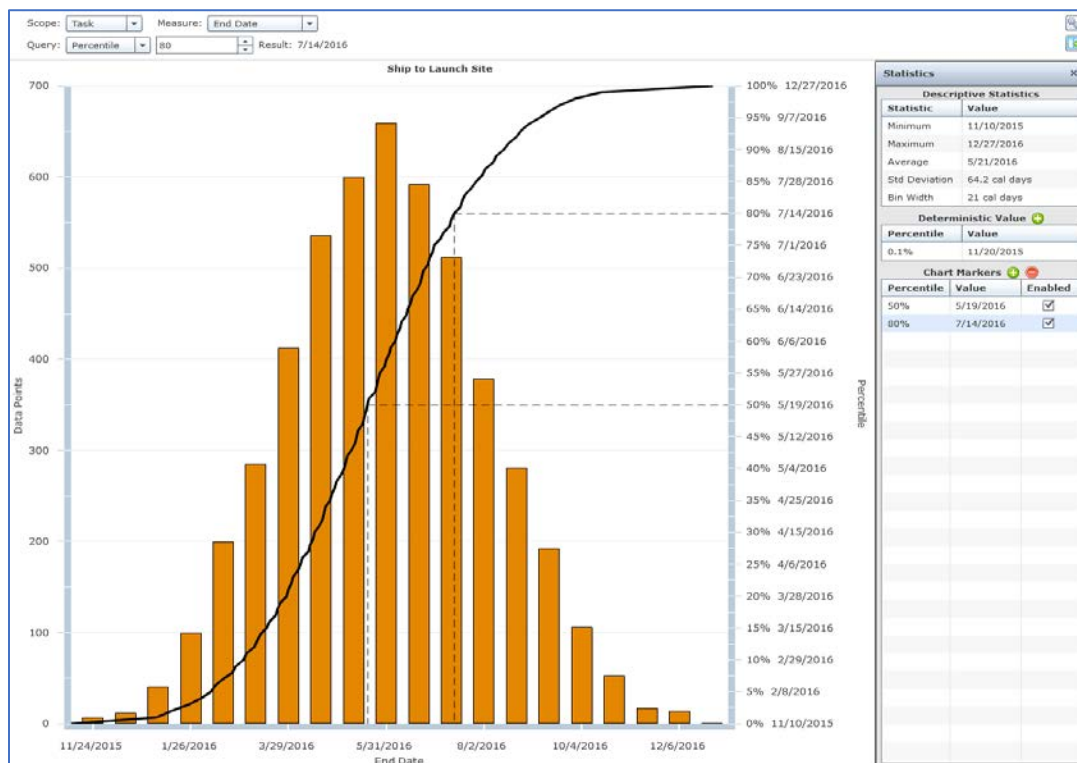 Scope: Task Measure: End Date
Query: Percentile 80 Result: 7/14/2016
Ship to Launch Site
700
600
500
400
300
200
100
0
Data Points
11/24/2015 1/26/2016 3/29/2016 5/31/2016 8/2/2016 10/4/2016 12/6/2016
End Date
100% 12/27/2016
95% 9/7/2016
90% 8/15/2016
85% 7/28/2016
80% 7/14/2016
75% 7/1/2016
70% 6/23/2016
65% 6/14/2016
60% 6/6/2016
55% 5/27/2016
50% 5/19/2016
45% 5/12/2016
40% 5/4/2016
35% 4/25/2016
30% 4/15/2016
25% 4/6/2016
20% 3/28/2016
15% 3/15/2016
10% 2/29/2016
5% 2/8/2016
0% 11/10/2015
Percentile
Statistics
Descriptive Statistics
Statistic Value
Minimum 11/10/2015
Maximum 12/27/2016
Average 5/21/2016
Std Deviation 64.2 cal days
Bin Width 21 cal days
Deterministic Value
Percentile Value
0.1% 11/20/2015
Chart Markers
Percentile Value Enabled
50% 5/19/2016
80% 7/14/2016